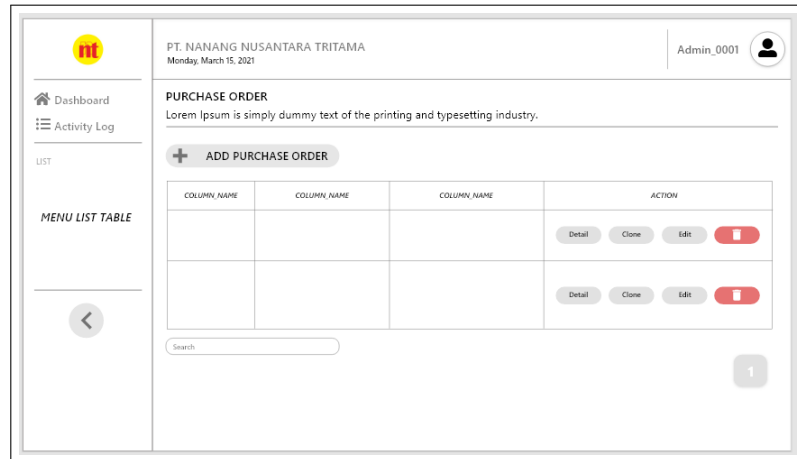 nt
PT. NANANG NUSANTARA TRITAMA
Monday, March 15, 2021
Admin_0001
Dashboard
Activity Log
LIST
MENU LIST TABLE
PURCHASE ORDER
Lorem Ipsum is simply dummy text of the printing and typesetting industry.
ADD PURCHASE ORDER
COLUMN_NAME COLUMN_NAME COLUMN_NAME ACTION
Detail Clone Edit
Detail Clone Edit
Search
1